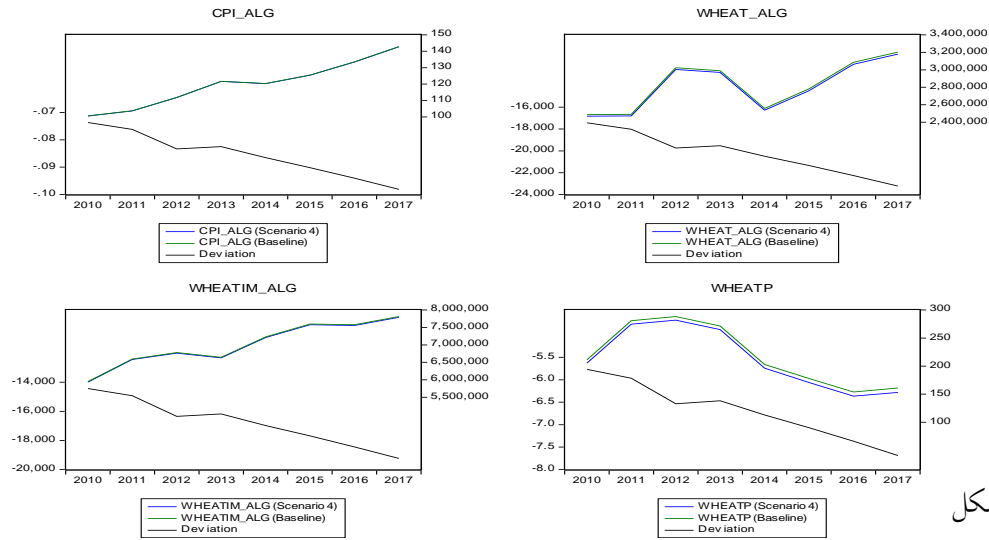 CPI_ALG
150
140
130
120
110
100
-.07
-.08
-.09
-.10
2010 2011 2012 2013 2014 2015 2016 2017
CPI_ALG (Scenario 4)
CPI_ALG (Baseline)
Deviation
WHEAT_ALG
3,400,000
3,200,000
3,000,000
2,800,000
2,600,000
2,400,000
-16,000
-18,000
-20,000
-22,000
-24,000
2010 2011 2012 2013 2014 2015 2016 2017
WHEAT_ALG (Scenario 4)
WHEAT_ALG (Baseline)
Deviation
WHEATIM_ALG
8,000,000
7,500,000
7,000,000
6,500,000
6,000,000
5,500,000
-14,000
-16,000
-18,000
-20,000
2010 2011 2012 2013 2014 2015 2016 2017
WHEATIM_ALG (Scenario 4)
WHEATIM_ALG (Baseline)
Deviation
WHEATP
300
250
200
150
100
-5.5
-6.0
-6.5
-7.0
-7.5
-8.0
2010 2011 2012 2013 2014 2015 2016 2017
WHEATP (Scenario 4)
WHEATP (Baseline)
Deviation